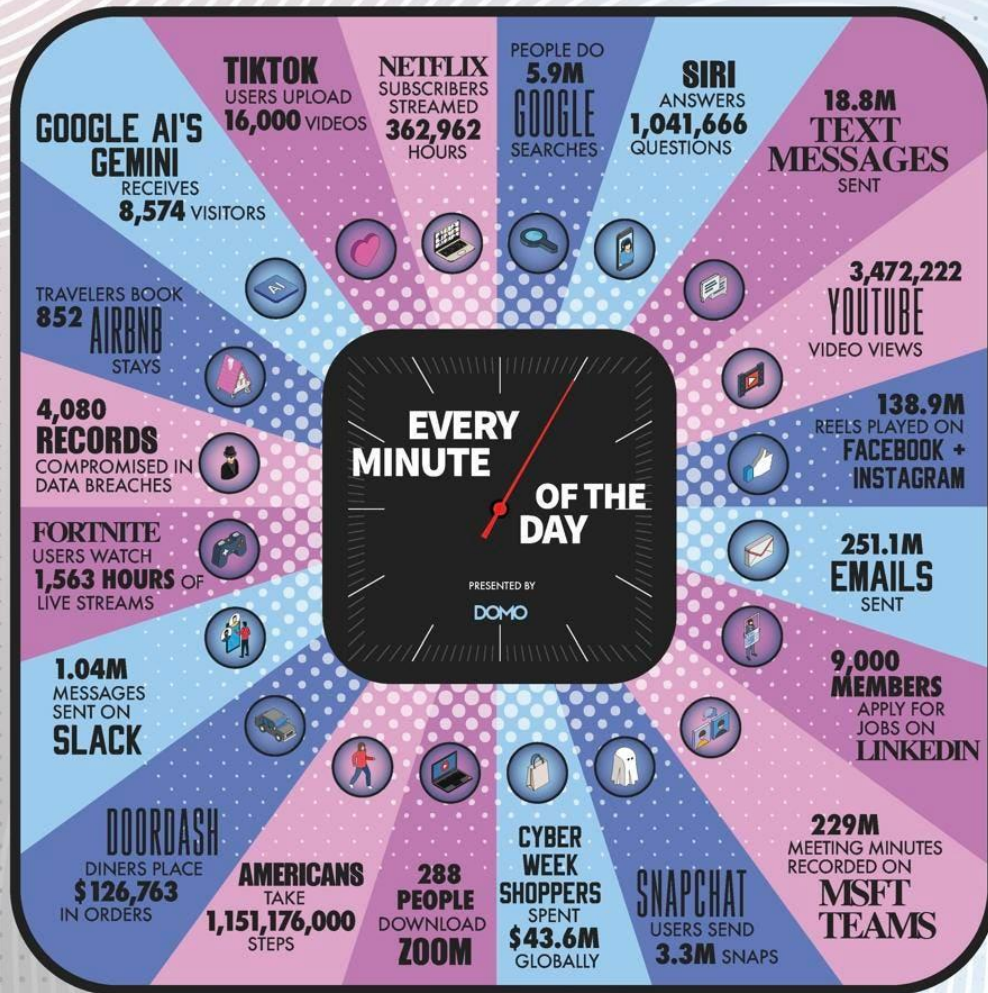 EVERY
MINUTE
OF THE
DAY
PRESENTED BY
DOMO
PEOPLE DO
5.9M
GOOGLE
SEARCHES
SIRI
ANSWERS
1,041,666
QUESTIONS
18.8M
TEXT
MESSAGES
SENT
3,472,222
YOUTUBE
VIDEO VIEWS
138.9M
REELS PLAYED ON
FACEBOOK +
INSTAGRAM
251.1M
EMAILS
SENT
9,000
MEMBERS
APPLY FOR
JOBS ON
LINKEDIN
229M
MEETING MINUTES
RECORDED ON
MSFT
TEAMS
SNAPCHAT
USERS SEND
3.3M SNAPS
CYBER
WEEK
SHOPPERS
SPENT
$43.6M
GLOBALLY
288
PEOPLE
DOWNLOAD
ZOOM
AMERICANS
TAKE
1,151,176,000
STEPS
DOORDASH
DINERS PLACE
$126,763
IN ORDERS
1.04M
MESSAGES
SENT ON
SLACK
FORTNITE
USERS WATCH
1,563 HOURS OF
LIVE STREAMS
4,080
RECORDS
COMPROMISED IN
DATA BREACHES
TRAVELERS BOOK
852 AIRBNB
STAYS
GOOGLE AI'S
GEMINI
RECEIVES
8,574 VISITORS
TIKTOK
USERS UPLOAD
16,000 VIDEOS
NETFLIX
SUBSCRIBERS
STREAMED
362,962
HOURS
AI